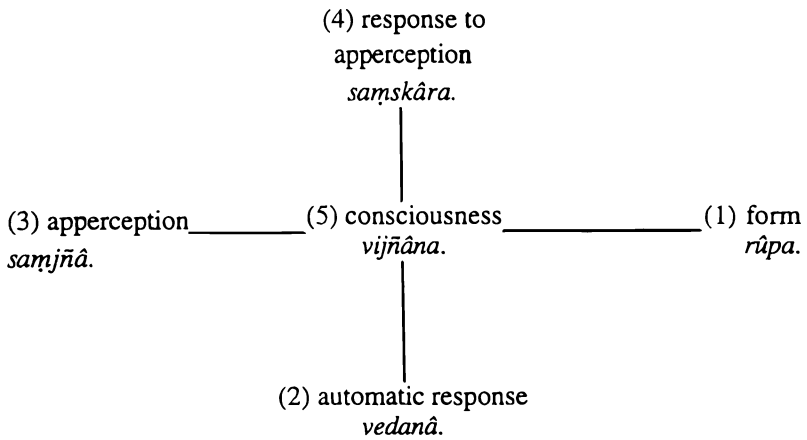 (4) response to
apperception
saṃskâra.
(3) apperception
saṃjñâ.
(5) consciousness
vijñâna.
(1) form
rûpa.
(2) automatic response
vedanâ.